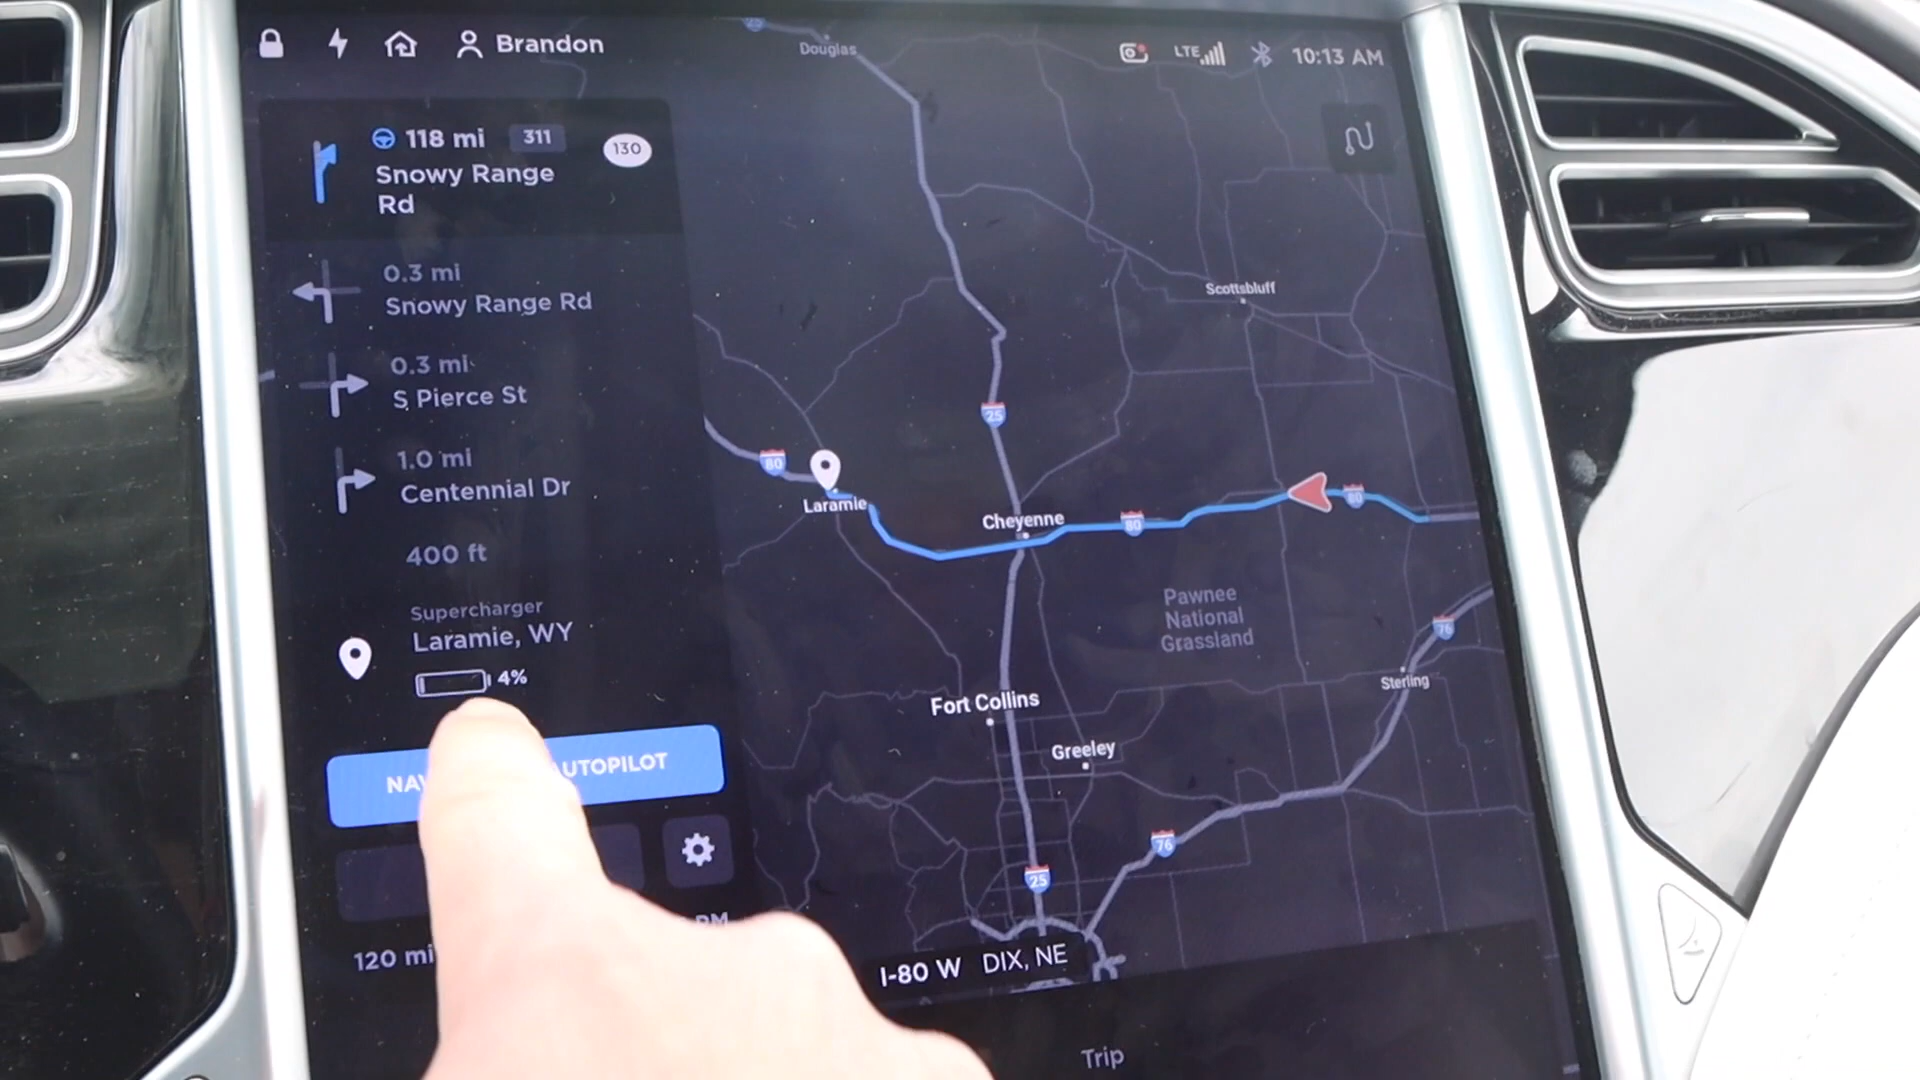 Brandon
LTE
10:13 AM
118 mi 311
130
Snowy Range
Rd
0.3 mi
Snowy Range Rd
0.3 mi
S Pierce St
1.0 mi
Centennial Dr
400 ft
Supercharger
Laramie, WY
4%
120 mi
25
Douglas
Scottsbluff
25
80
Laramie
Cheyenne
80
80
Pawnee
National
Grassland
76
Sterling
Fort Collins
Greeley
76
25
I-80 W DIX, NE
Trip